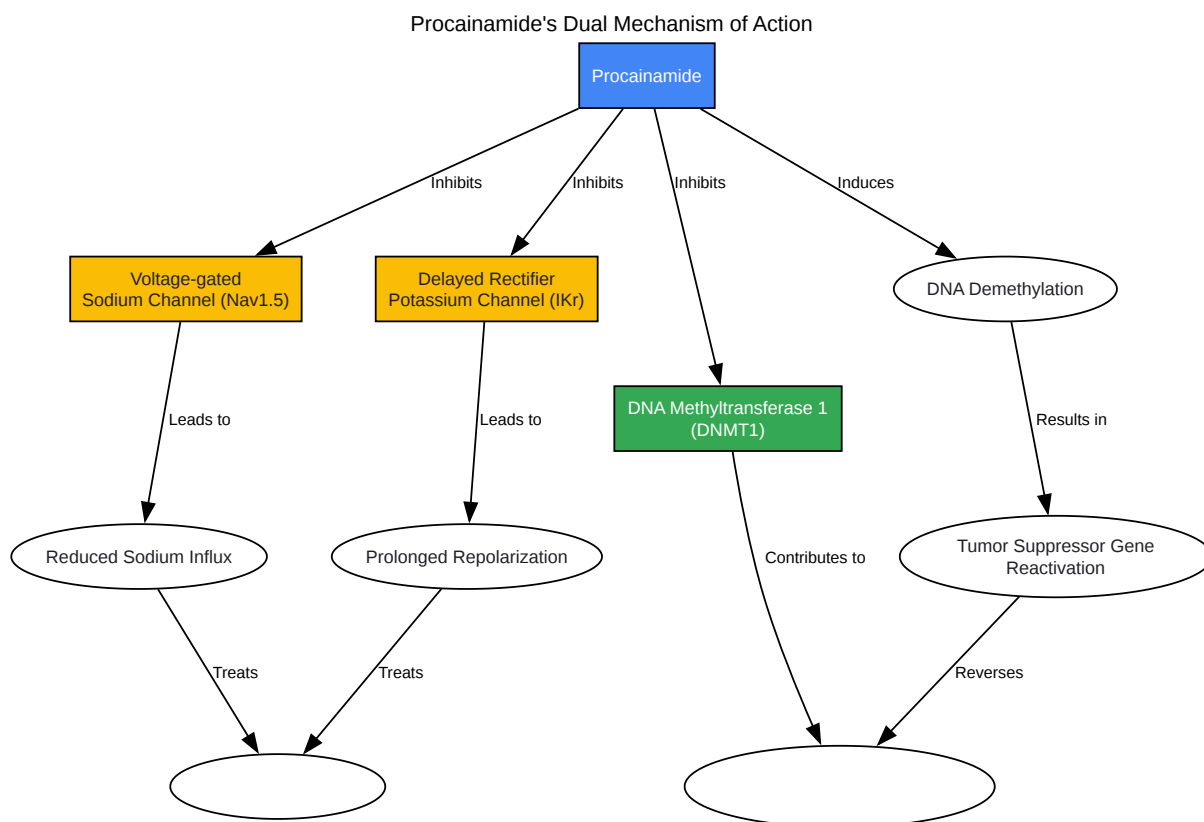 Procainamide's Dual Mechanism of Action
Procainamide
Inhibits
Inhibits
Inhibits
Induces
Voltage-gated
Sodium Channel (Nav1.5)
Delayed Rectifier
Potassium Channel (IKr)
DNA Demethylation
DNA Methyltransferase 1
(DNMT1)
Leads to
Leads to
Results in
Reduced Sodium Influx
Prolonged Repolarization
Contributes to
Tumor Suppressor Gene
Reactivation
Treats
Treats
Reverses